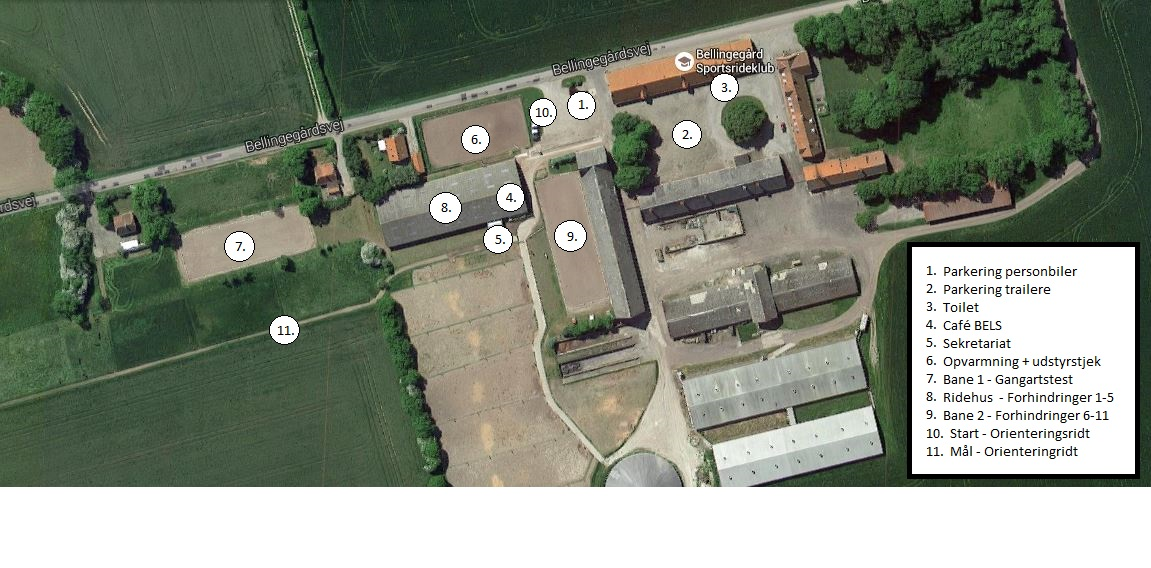 Bellingegård
Sportsrideklub
Bellingegårdsvej
Bellingegårdsvej
rdsvej
1.
2.
3.
4.
5.
6.
7.
8.
9.
10.
11.
1. Parkering personbiler
2. Parkering trailere
3. Toilet
4. Café BELS
5. Sekretariat
6. Opvarmning + udstyrstjek
7. Bane 1 - Gangartstest
8. Ridehus - Forhindringer 1-5
9. Bane 2 - Forhindringer 6-11
10. Start - Orienteringsridt
11. Mål - Orienteringridt